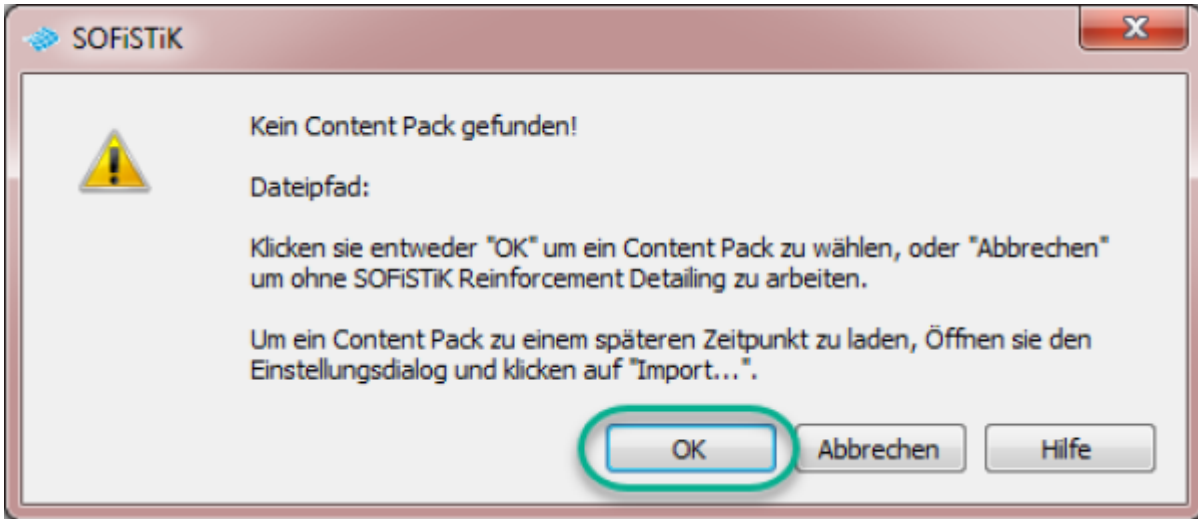 SOFiSTiK
Kein Content Pack gefunden!
Dateipfad:
Klicken sie entweder "OK" um ein Content Pack zu wählen, oder "Abbrechen"
um ohne SOFiSTiK Reinforcement Detailing zu arbeiten.
Um ein Content Pack zu einem späteren Zeitpunkt zu laden, Öffnen sie den
Einstellungsdialog und klicken auf "Import...".
OK
Abbrechen
Hilfe